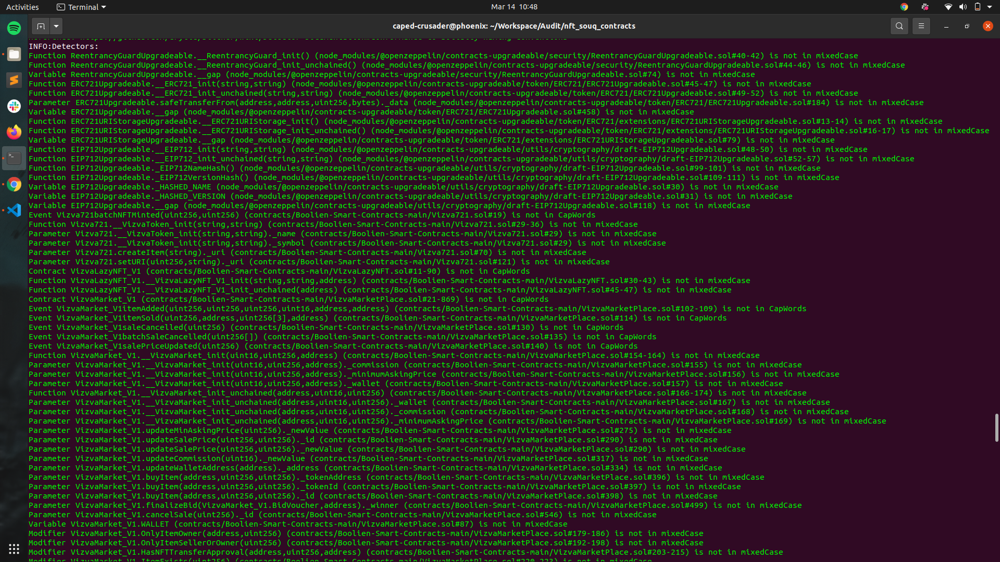 Activities
Terminal
Mar 14 10:48
caped-crusader@phoenix: ~/Workspace/Audit/nft_souq_contracts
INFO:Detectors:
Function ReentrancyGuardUpgradeable.__ReentrancyGuard_init() (node_modules/@openzeppelin/contracts-upgradeable/security/ReentrancyGuardUpgradeable.sol#40-42) is not in mixedCase
Function ReentrancyGuardUpgradeable.__ReentrancyGuard_init_unchained() (node_modules/@openzeppelin/contracts-upgradeable/security/ReentrancyGuardUpgradeable.sol#44-46) is not in mixedCase
Variable ReentrancyGuardUpgradeable.__gap (node_modules/@openzeppelin/contracts-upgradeable/security/ReentrancyGuardUpgradeable.sol#74) is not in mixedCase
Function ERC721Upgradeable.__ERC721_init(string,string) (node_modules/@openzeppelin/contracts-upgradeable/token/ERC721/ERC721Upgradeable.sol#45-47) is not in mixedCase
Function ERC721Upgradeable.__ERC721_init_unchained(string,string) (node_modules/@openzeppelin/contracts-upgradeable/token/ERC721/ERC721Upgradeable.sol#49-52) is not in mixedCase
Parameter ERC721Upgradeable.safeTransferFrom(address,address,uint256,bytes)._data (node_modules/@openzeppelin/contracts-upgradeable/token/ERC721/ERC721Upgradeable.sol#184) is not in mixedCase
Variable ERC721Upgradeable.__gap (node_modules/@openzeppelin/contracts-upgradeable/token/ERC721/ERC721Upgradeable.sol#458) is not in mixedCase
Function ERC721URIStorageUpgradeable.__ERC721URIStorage_init() (node_modules/@openzeppelin/contracts-upgradeable/token/ERC721/extensions/ERC721URIStorageUpgradeable.sol#13-14) is not in mixedCase
Function ERC721URIStorageUpgradeable.__ERC721URIStorage_init_unchained() (node_modules/@openzeppelin/contracts-upgradeable/token/ERC721/extensions/ERC721URIStorageUpgradeable.sol#16-17) is not in mixedCase
Variable ERC721URIStorageUpgradeable.__gap (node_modules/@openzeppelin/contracts-upgradeable/token/ERC721/extensions/ERC721URIStorageUpgradeable.sol#79) is not in mixedCase
Function EIP712Upgradeable.__EIP712_init(string,string) (node_modules/@openzeppelin/contracts-upgradeable/utils/cryptography/draft-EIP712Upgradeable.sol#48-50) is not in mixedCase
Function EIP712Upgradeable.__EIP712_init_unchained(string,string) (node_modules/@openzeppelin/contracts-upgradeable/utils/cryptography/draft-EIP712Upgradeable.sol#52-57) is not in mixedCase
Function EIP712Upgradeable._EIP712NameHash() (node_modules/@openzeppelin/contracts-upgradeable/utils/cryptography/draft-EIP712Upgradeable.sol#99-101) is not in mixedCase
Function EIP712Upgradeable._EIP712VersionHash() (node_modules/@openzeppelin/contracts-upgradeable/utils/cryptography/draft-EIP712Upgradeable.sol#109-111) is not in mixedCase
Variable EIP712Upgradeable._HASHED_NAME (node_modules/@openzeppelin/contracts-upgradeable/utils/cryptography/draft-EIP712Upgradeable.sol#30) is not in mixedCase
Variable EIP712Upgradeable._HASHED_VERSION (node_modules/@openzeppelin/contracts-upgradeable/utils/cryptography/draft-EIP712Upgradeable.sol#31) is not in mixedCase
Variable EIP712Upgradeable.__gap (node_modules/@openzeppelin/contracts-upgradeable/utils/cryptography/draft-EIP712Upgradeable.sol#118) is not in mixedCase
Event Vizva721batchNFTMinted(uint256,uint256) (contracts/Boolien-Smart-Contracts-main/Vizva721.sol#19) is not in CapWords
Function Vizva721.__VizvaToken_init(string,string) (contracts/Boolien-Smart-Contracts-main/Vizva721.sol#29-36) is not in mixedCase
Parameter Vizva721.__VizvaToken_init(string,string)._name (contracts/Boolien-Smart-Contracts-main/Vizva721.sol#29) is not in mixedCase
Parameter Vizva721.__VizvaToken_init(string,string)._symbol (contracts/Boolien-Smart-Contracts-main/Vizva721.sol#29) is not in mixedCase
Parameter Vizva721.createItem(string)._uri (contracts/Boolien-Smart-Contracts-main/Vizva721.sol#70) is not in mixedCase
Parameter Vizva721.setURI(uint256,string)._uri (contracts/Boolien-Smart-Contracts-main/Vizva721.sol#121) is not in mixedCase
Contract VizvaLazyNFT_V1 (contracts/Boolien-Smart-Contracts-main/VizvaLazyNFT.sol#11-90) is not in CapWords
Function VizvaLazyNFT_V1.__VizvaLazyNFT_V1_init(string,string,address) (contracts/Boolien-Smart-Contracts-main/VizvaLazyNFT.sol#30-43) is not in mixedCase
Function VizvaLazyNFT_V1.__VizvaLazyNFT_V1_init_unchained(address) (contracts/Boolien-Smart-Contracts-main/VizvaLazyNFT.sol#45-47) is not in mixedCase
Contract VizvaMarket_V1 (contracts/Boolien-Smart-Contracts-main/VizvaMarketPlace.sol#21-869) is not in CapWords
Event VizvaMarket_V1itemAdded(uint256,uint256,uint256,uint16,address,address) (contracts/Boolien-Smart-Contracts-main/VizvaMarketPlace.sol#102-109) is not in CapWords
Event VizvaMarket_V1itemSold(uint256,address,uint256[3],address) (contracts/Boolien-Smart-Contracts-main/VizvaMarketPlace.sol#114) is not in CapWords
Event VizvaMarket_V1saleCancelled(uint256) (contracts/Boolien-Smart-Contracts-main/VizvaMarketPlace.sol#130) is not in CapWords
Event VizvaMarket_V1batchSaleCancelled(uint256[]) (contracts/Boolien-Smart-Contracts-main/VizvaMarketPlace.sol#135) is not in CapWords
Event VizvaMarket_V1salePriceUpdated(uint256) (contracts/Boolien-Smart-Contracts-main/VizvaMarketPlace.sol#140) is not in CapWords
Function VizvaMarket_V1.__VizvaMarket_init(uint16,uint256,address) (contracts/Boolien-Smart-Contracts-main/VizvaMarketPlace.sol#154-164) is not in mixedCase
Parameter VizvaMarket_V1.__VizvaMarket_init(uint16,uint256,address)._commission (contracts/Boolien-Smart-Contracts-main/VizvaMarketPlace.sol#155) is not in mixedCase
Parameter VizvaMarket_V1.__VizvaMarket_init(uint16,uint256,address)._minimumAskingPrice (contracts/Boolien-Smart-Contracts-main/VizvaMarketPlace.sol#156) is not in mixedCase
Parameter VizvaMarket_V1.__VizvaMarket_init(uint16,uint256,address)._wallet (contracts/Boolien-Smart-Contracts-main/VizvaMarketPlace.sol#157) is not in mixedCase
Function VizvaMarket_V1.__VizvaMarket_init_unchained(address,uint16,uint256) (contracts/Boolien-Smart-Contracts-main/VizvaMarketPlace.sol#166-174) is not in mixedCase
Parameter VizvaMarket_V1.__VizvaMarket_init_unchained(address,uint16,uint256)._wallet (contracts/Boolien-Smart-Contracts-main/VizvaMarketPlace.sol#167) is not in mixedCase
Parameter VizvaMarket_V1.__VizvaMarket_init_unchained(address,uint16,uint256)._commission (contracts/Boolien-Smart-Contracts-main/VizvaMarketPlace.sol#168) is not in mixedCase
Parameter VizvaMarket_V1.__VizvaMarket_init_unchained(address,uint16,uint256)._minimumAskingPrice (contracts/Boolien-Smart-Contracts-main/VizvaMarketPlace.sol#169) is not in mixedCase
Parameter VizvaMarket_V1.updateMinAskingPrice(uint256)._newValue (contracts/Boolien-Smart-Contracts-main/VizvaMarketPlace.sol#275) is not in mixedCase
Parameter VizvaMarket_V1.updateSalePrice(uint256,uint256)._id (contracts/Boolien-Smart-Contracts-main/VizvaMarketPlace.sol#290) is not in mixedCase
Parameter VizvaMarket_V1.updateSalePrice(uint256,uint256)._newValue (contracts/Boolien-Smart-Contracts-main/VizvaMarketPlace.sol#290) is not in mixedCase
Parameter VizvaMarket_V1.updateCommission(uint16)._newValue (contracts/Boolien-Smart-Contracts-main/VizvaMarketPlace.sol#317) is not in mixedCase
Parameter VizvaMarket_V1.updateWalletAddress(address)._address (contracts/Boolien-Smart-Contracts-main/VizvaMarketPlace.sol#334) is not in mixedCase
Parameter VizvaMarket_V1.buyItem(address,uint256,uint256)._tokenAddress (contracts/Boolien-Smart-Contracts-main/VizvaMarketPlace.sol#396) is not in mixedCase
Parameter VizvaMarket_V1.buyItem(address,uint256,uint256)._tokenId (contracts/Boolien-Smart-Contracts-main/VizvaMarketPlace.sol#397) is not in mixedCase
Parameter VizvaMarket_V1.buyItem(address,uint256,uint256)._id (contracts/Boolien-Smart-Contracts-main/VizvaMarketPlace.sol#398) is not in mixedCase
Parameter VizvaMarket_V1.finalizeBid(VizvaMarket_V1.BidVoucher,address)._winner (contracts/Boolien-Smart-Contracts-main/VizvaMarketPlace.sol#499) is not in mixedCase
Parameter VizvaMarket_V1.cancelSale(uint256)._id (contracts/Boolien-Smart-Contracts-main/VizvaMarketPlace.sol#546) is not in mixedCase
Variable VizvaMarket_V1.WALLET (contracts/Boolien-Smart-Contracts-main/VizvaMarketPlace.sol#87) is not in mixedCase
Modifier VizvaMarket_V1.OnlyItemOwner(address,uint256) (contracts/Boolien-Smart-Contracts-main/VizvaMarketPlace.sol#179-186) is not in mixedCase
Modifier VizvaMarket_V1.OnlyItemSellerOrOwner(uint256) (contracts/Boolien-Smart-Contracts-main/VizvaMarketPlace.sol#192-198) is not in mixedCase
Modifier VizvaMarket_V1.HasNFTTransferApproval(address,uint256,address) (contracts/Boolien-Smart-Contracts-main/VizvaMarketPlace.sol#203-215) is not in mixedCase
Modifier VizvaMarket_V1.ItemExists(uint256) (contracts/Boolien-Smart-Contracts-main/VizvaMarketPlace.sol#220-223) is not in mixedCase